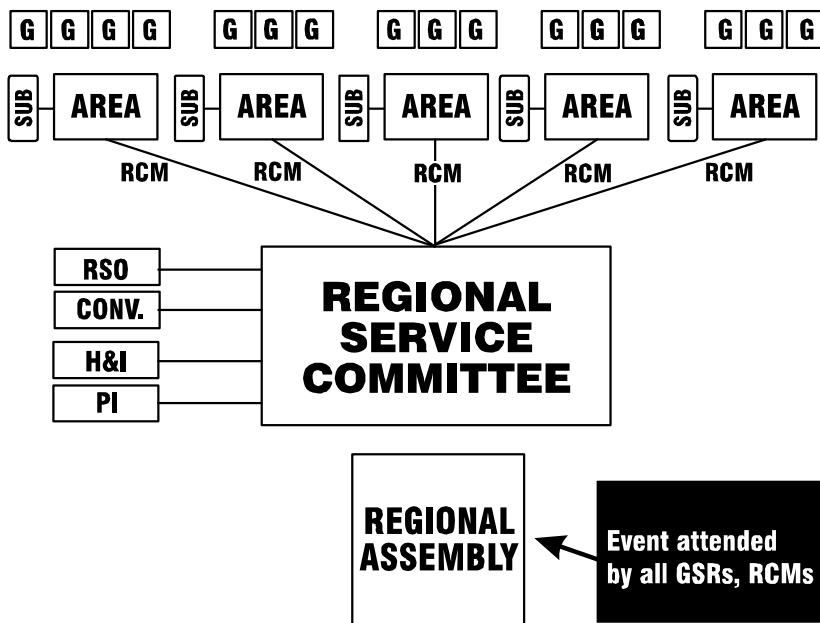 G G G G G G G G G G G G G G G G
SUB AREA SUB AREA SUB AREA SUB AREA SUB AREA
RCM RCM RCM RCM RCM
RSO
CONV.
H&I
PI
REGIONAL
SERVICE
COMMITTEE
REGIONAL
ASSEMBLY
Event attended
by all GSRs, RCMs